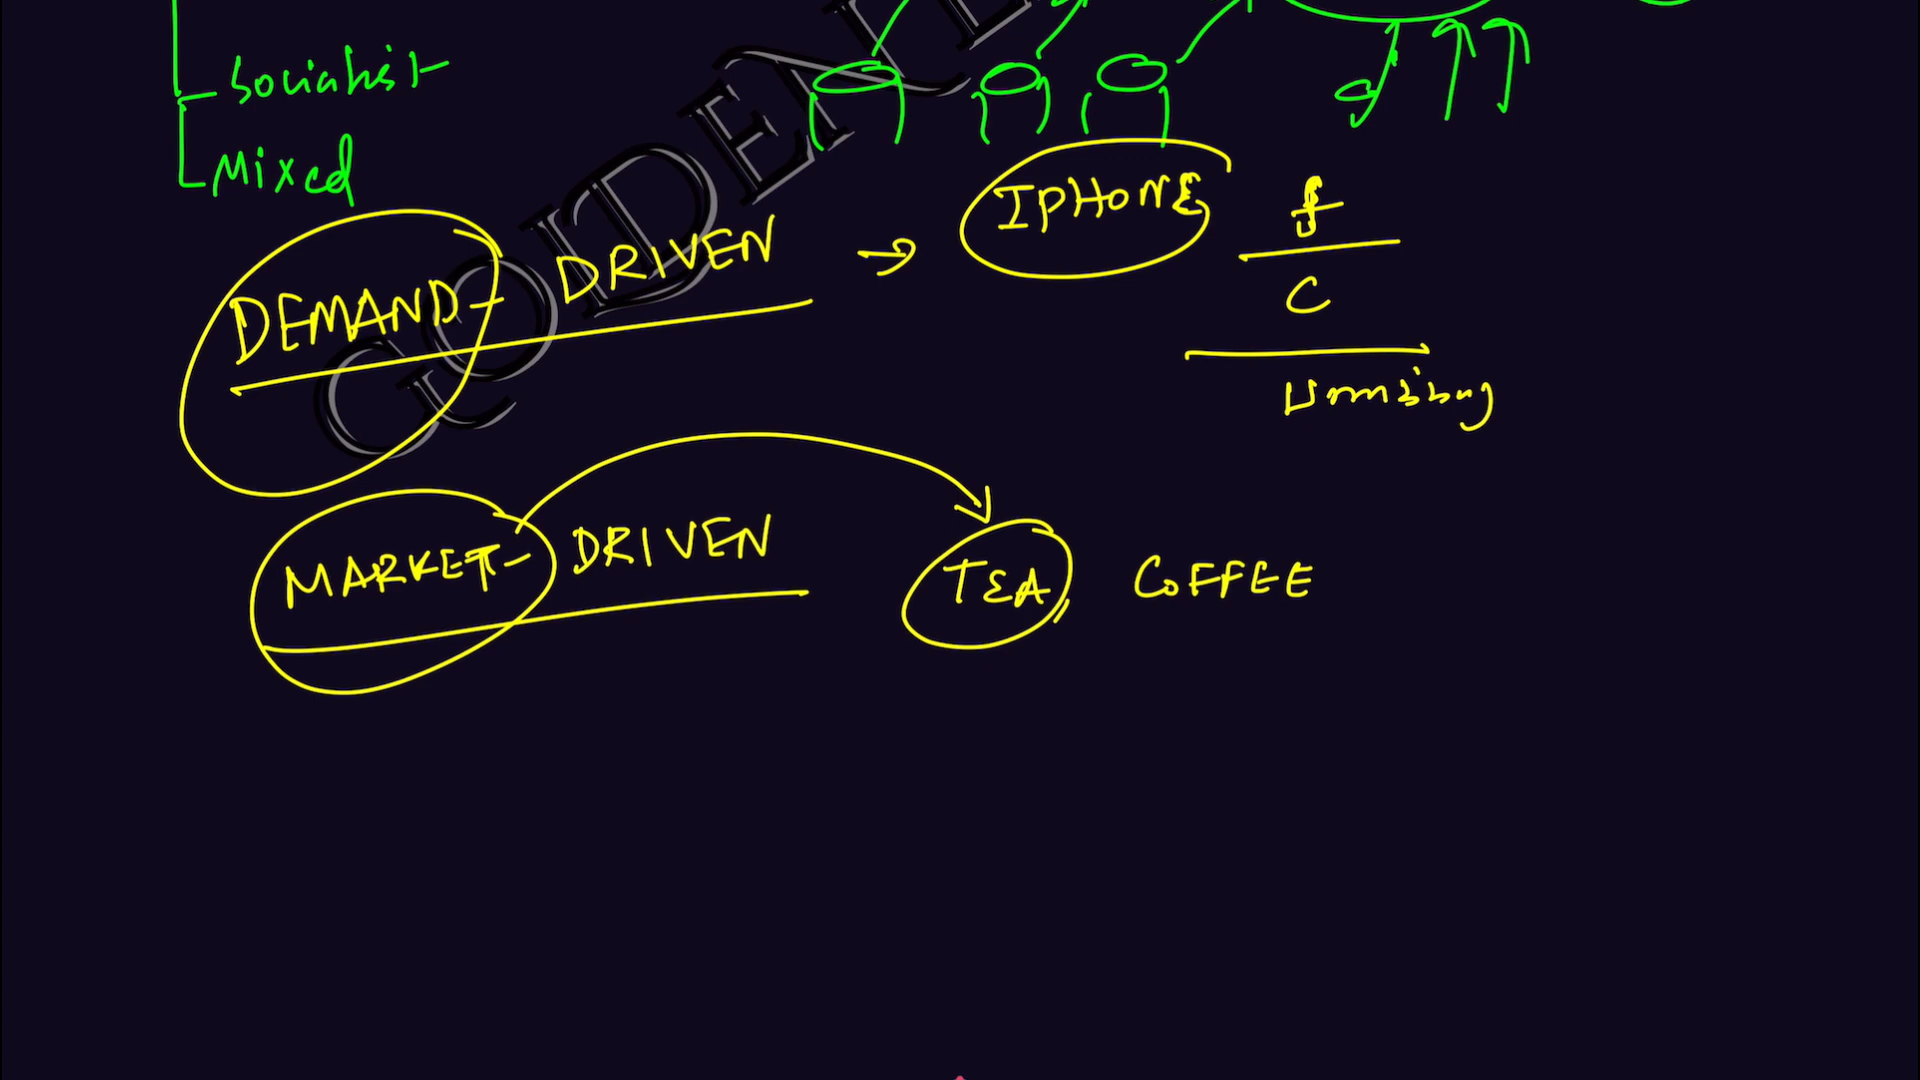 Socialist
Mixed
DEMAND- DRIVEN → IPHONE
C
MARKET- DRIVEN TEA COFFEE